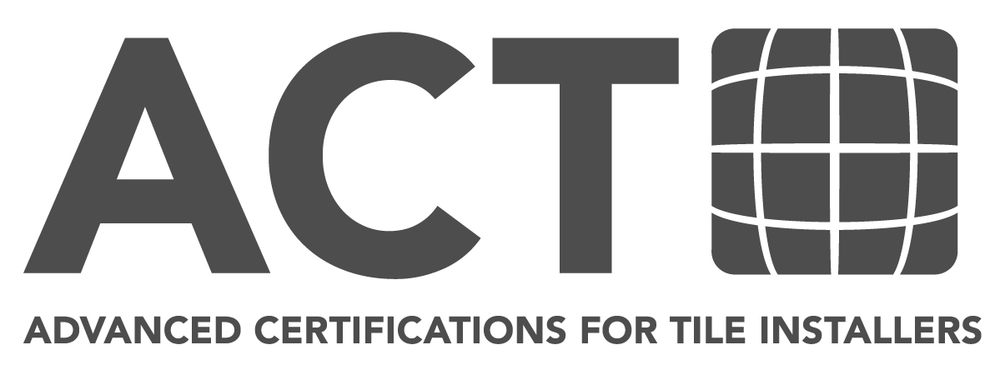 ACT
ADVANCED CERTIFICATIONS FOR TILE INSTALLERS